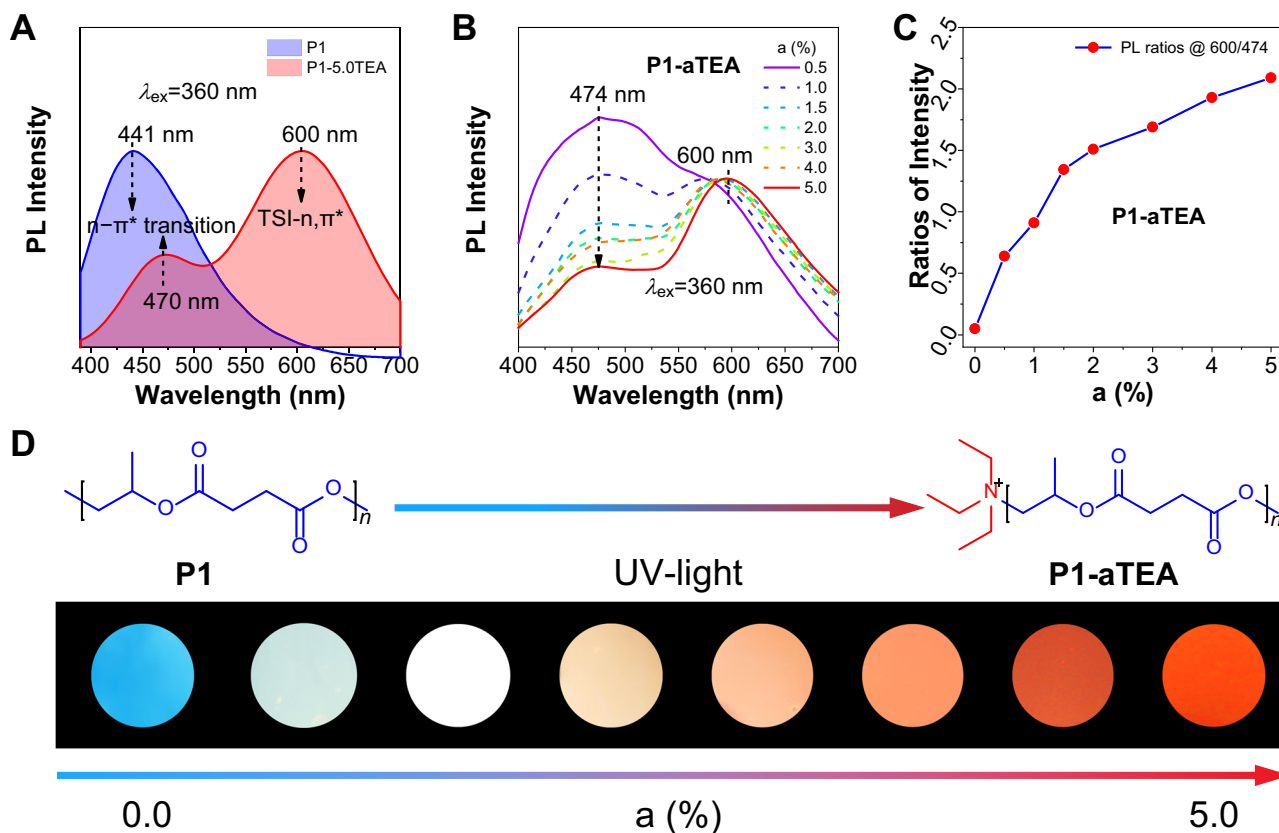 A
P1
P1-5.0TEA
λex=360 nm
441 nm
600 nm
n−π* transition
TSI-n,π*
470 nm
PL Intensity
400 450 500 550 600 650 700
Wavelength (nm)
B
P1-aTEA
a (%)
0.5
1.0
1.5
2.0
3.0
4.0
5.0
474 nm
600 nm
λex=360 nm
PL Intensity
400 450 500 550 600 650 700
Wavelength (nm)
C
PL ratios @ 600/474
2.5
2.0
1.5
1.0
0.5
0.0
Ratios of Intensity
P1-aTEA
0 1 2 3 4 5
a (%)
D
O
O
O
O
n
P1
UV-light
N+
O
O
O
O
n
P1-aTEA
0.0 a (%) 5.0